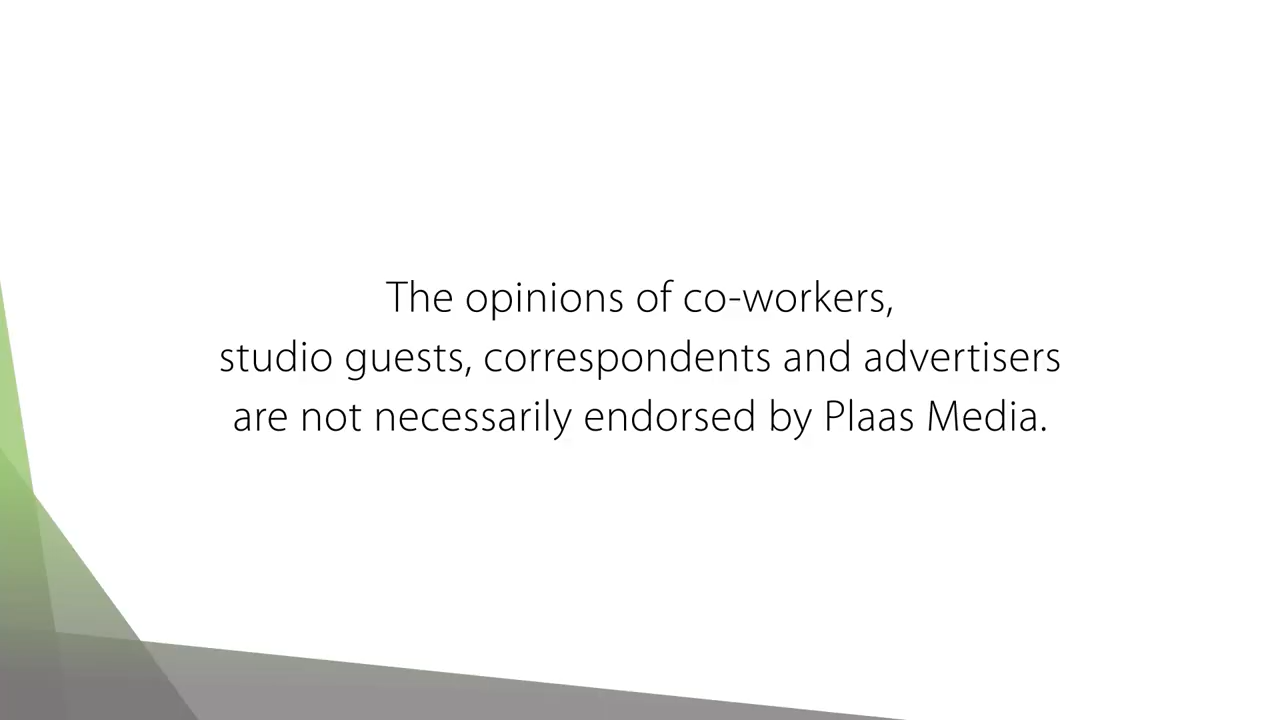 The opinions of co-workers,
studio guests, correspondents and advertisers
are not necessarily endorsed by Plaas Media.